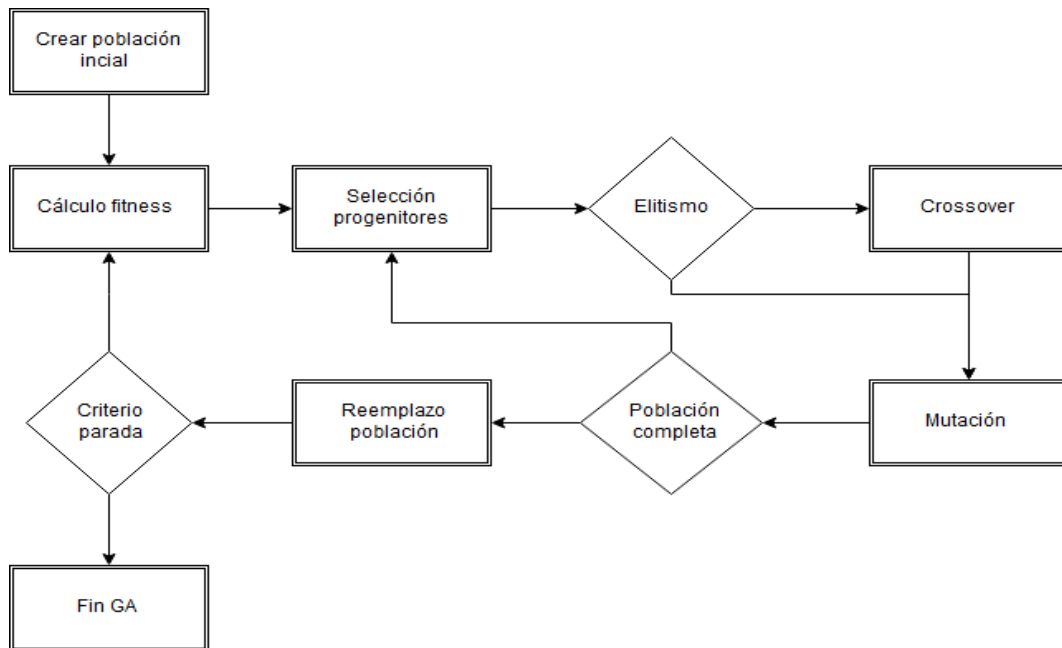 Crear población
incial
Cálculo fitness
Selección
progenitores
Elitismo
Crossover
Criterio
parada
Reemplazo
población
Población
completa
Mutación
Fin GA